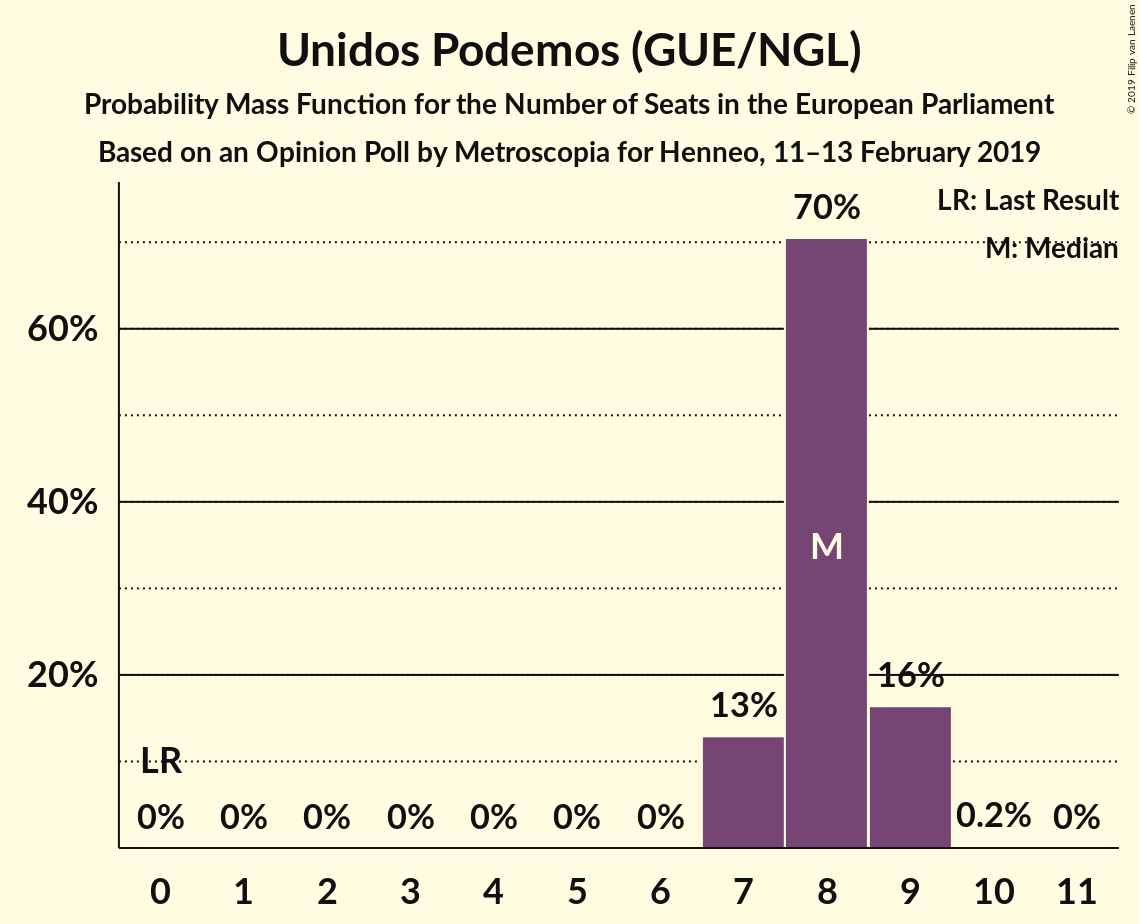 Unidos Podemos (GUE/NGL)
Probability Mass Function for the Number of Seats in the European Parliament
Based on an Opinion Poll by Metroscopia for Henneo, 11–13 February 2019
© 2019 Filip van Laenen
LR: Last Result
M: Median
70%
60%
40%
M
20%
16%
13%
LR
0% 0% 0% 0% 0% 0% 0% 0.2% 0%
0 1 2 3 4 5 6 7 8 9 10 11